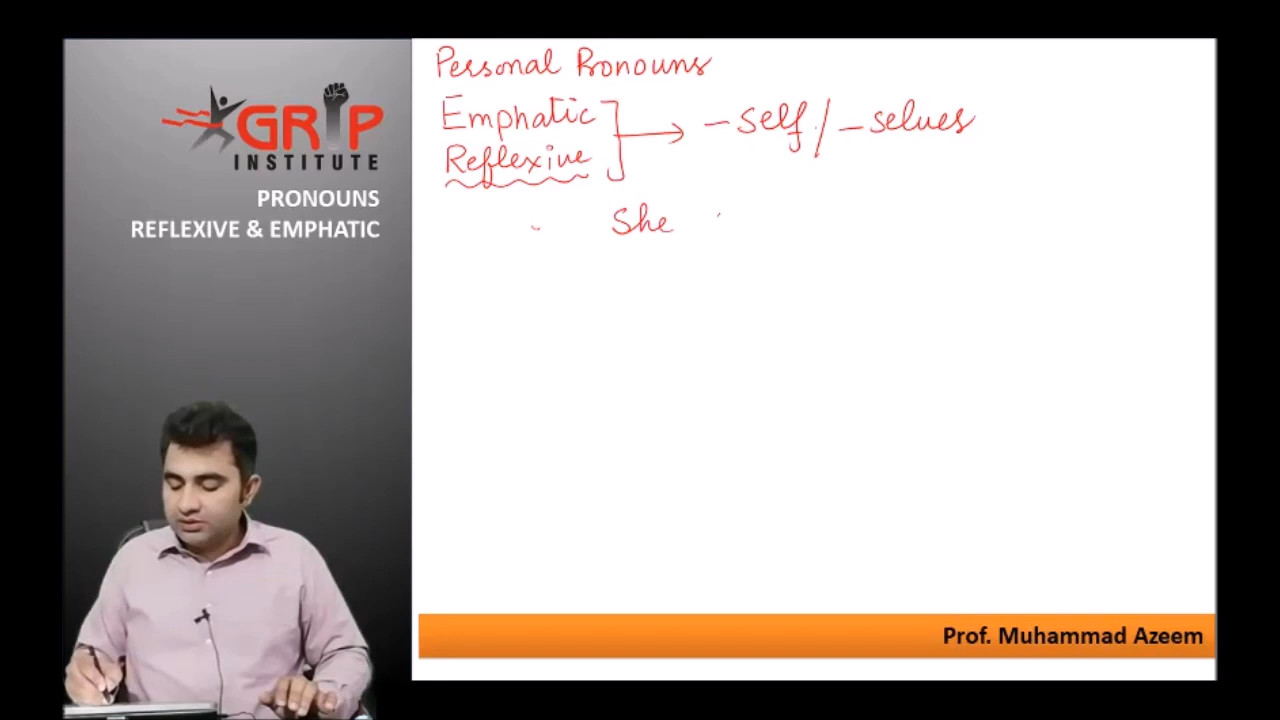 GRIP
INSTITUTE
PRONOUNS
REFLEXIVE & EMPHATIC
Personal Pronouns
Emphatic
Reflexive
-self/-selves
She
Prof. Muhammad Azeem